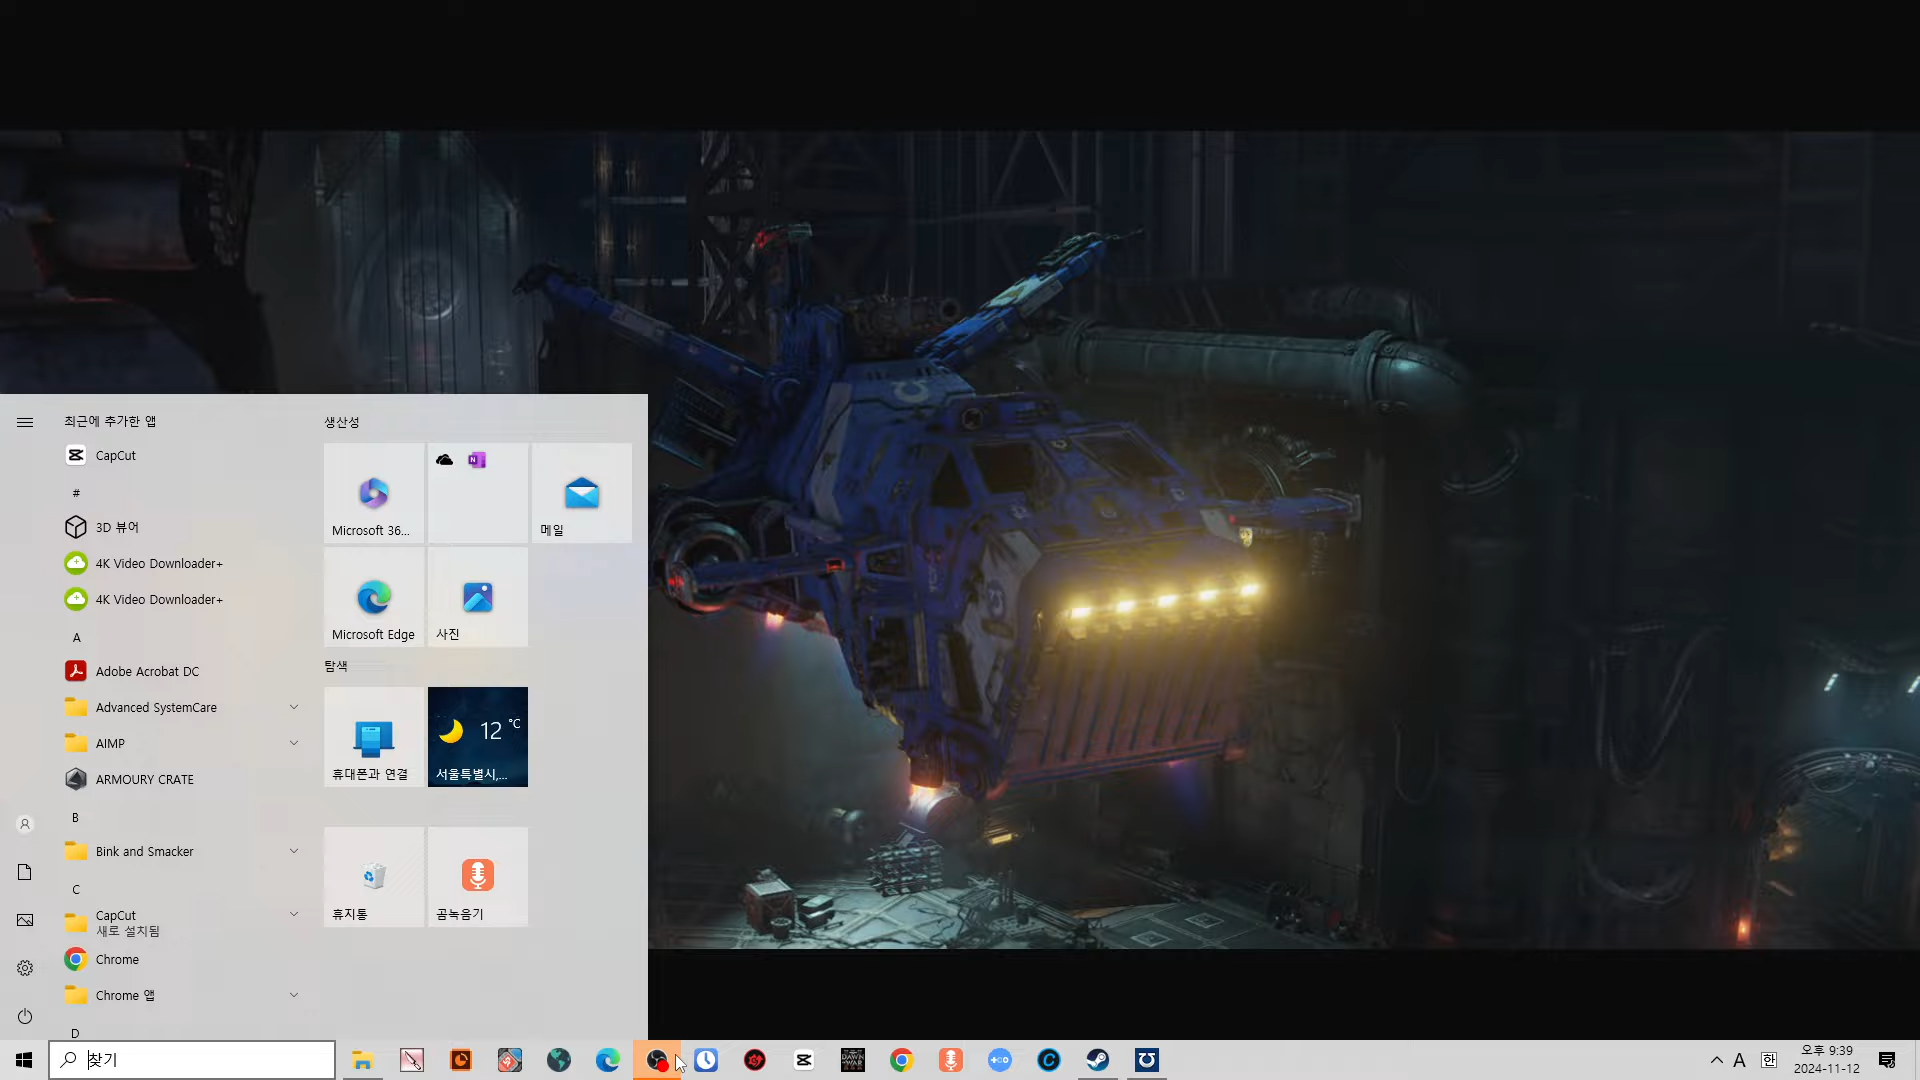 최근에 추가한 앱
CapCut
#
3D 뷰어
4K Video Downloader+
4K Video Downloader+
A
Adobe Acrobat DC
Advanced SystemCare
AIMP
ARMOURY CRATE
B
Bink and Smacker
C
CapCut
새로 설치됨
Chrome
Chrome 앱
D
생산성
Microsoft 36...
메일
Microsoft Edge
사진
탐색
휴대폰과 연결
12 °C
서울특별시,...
휴지통
곰녹음기
찾기
DAWN
WAR
A
한
오후 9:39
2024-11-12